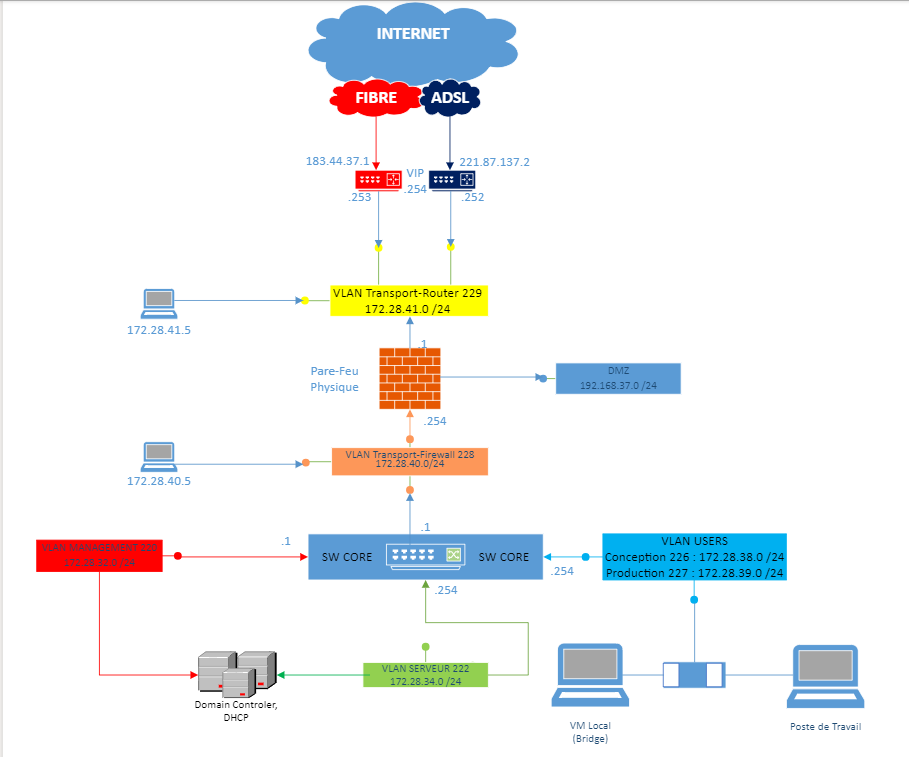 INTERNET
FIBRE
ADSL
183.44.37.1
VIP
221.87.137.2
.253
.254
.252
VLAN Transport-Router 229
172.28.41.0 /24
172.28.41.5
.1
Pare-Feu
Physique
DMZ
192.168.37.0 /24
.254
VLAN Transport-Firewall 228
172.28.40.0/24
172.28.40.5
.1
.1
VLAN MANAGEMENT
SW CORE
SW CORE
VLAN USERS
Conception 226 : 172.28.38.0 /24
Production 227 : 172.28.39.0 /24
.254
.254
VLAN SERVEUR 222
172.28.34.0 /24
Domain Controler,
DHCP
VM Local
(Bridge)
Poste de Travail